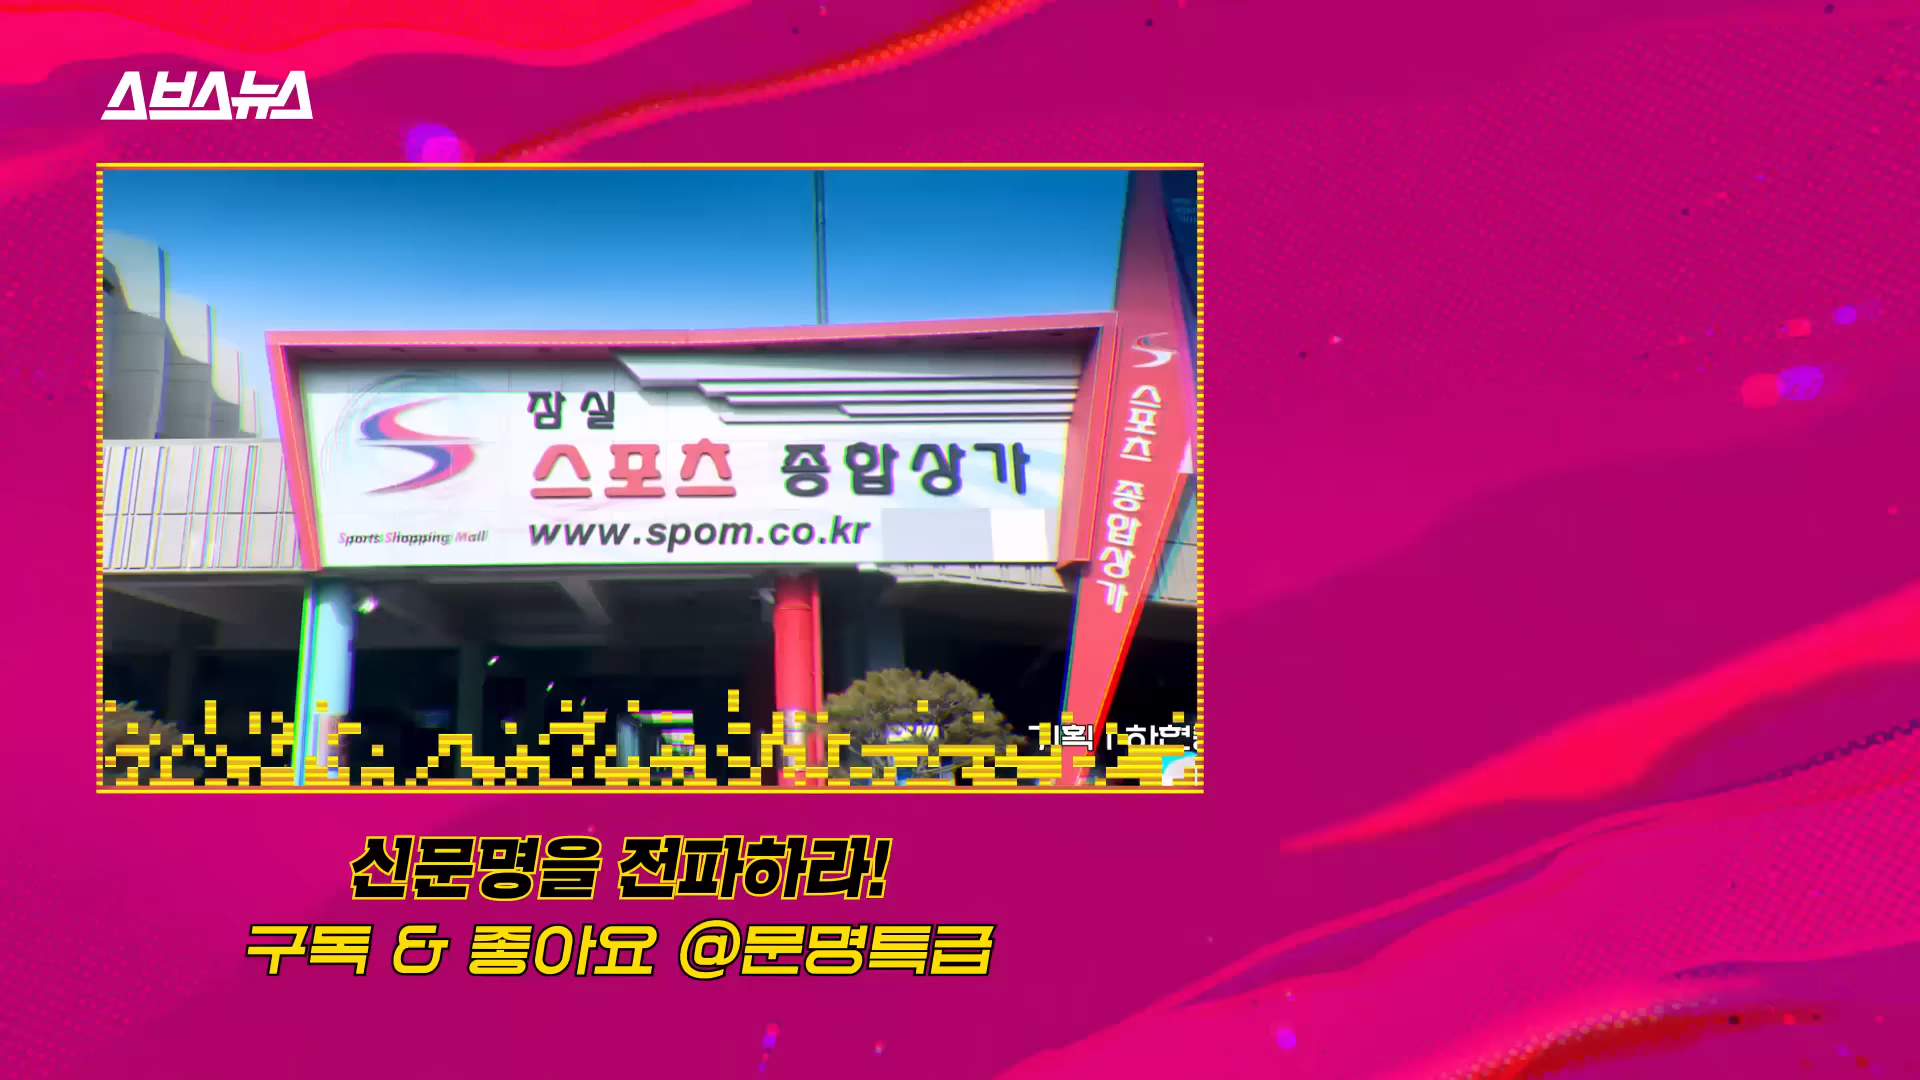 스브스뉴스
잠실
스포츠 종합상가
www.spom.co.kr
Sports Shopping Mall
스포츠 종합상가
기획 | 하현
신문명을 전파하라!
구독 & 좋아요 @문명특급